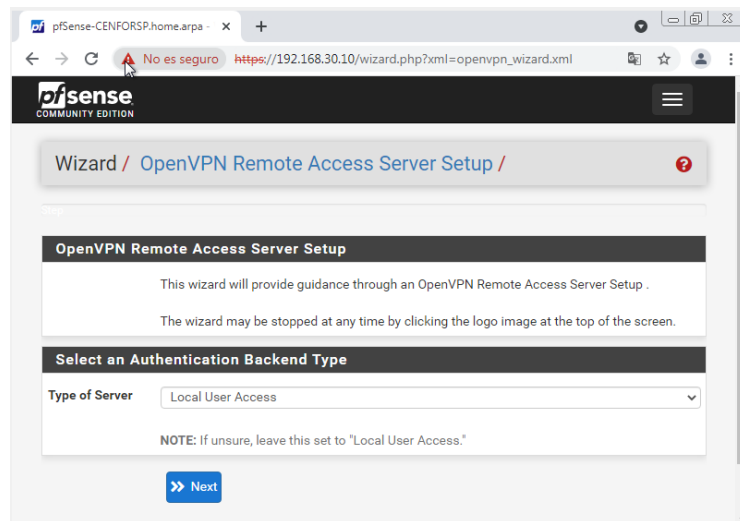 pfSense-CENFORSP.home.arpa -
No es seguro https://192.168.30.10/wizard.php?xml=openvpn_wizard.xml
pfsense
COMMUNITY EDITION
Wizard / OpenVPN Remote Access Server Setup /
Step
OpenVPN Remote Access Server Setup
This wizard will provide guidance through an OpenVPN Remote Access Server Setup .
The wizard may be stopped at any time by clicking the logo image at the top of the screen.
Select an Authentication Backend Type
Type of Server
Local User Access
NOTE: If unsure, leave this set to "Local User Access."
Next